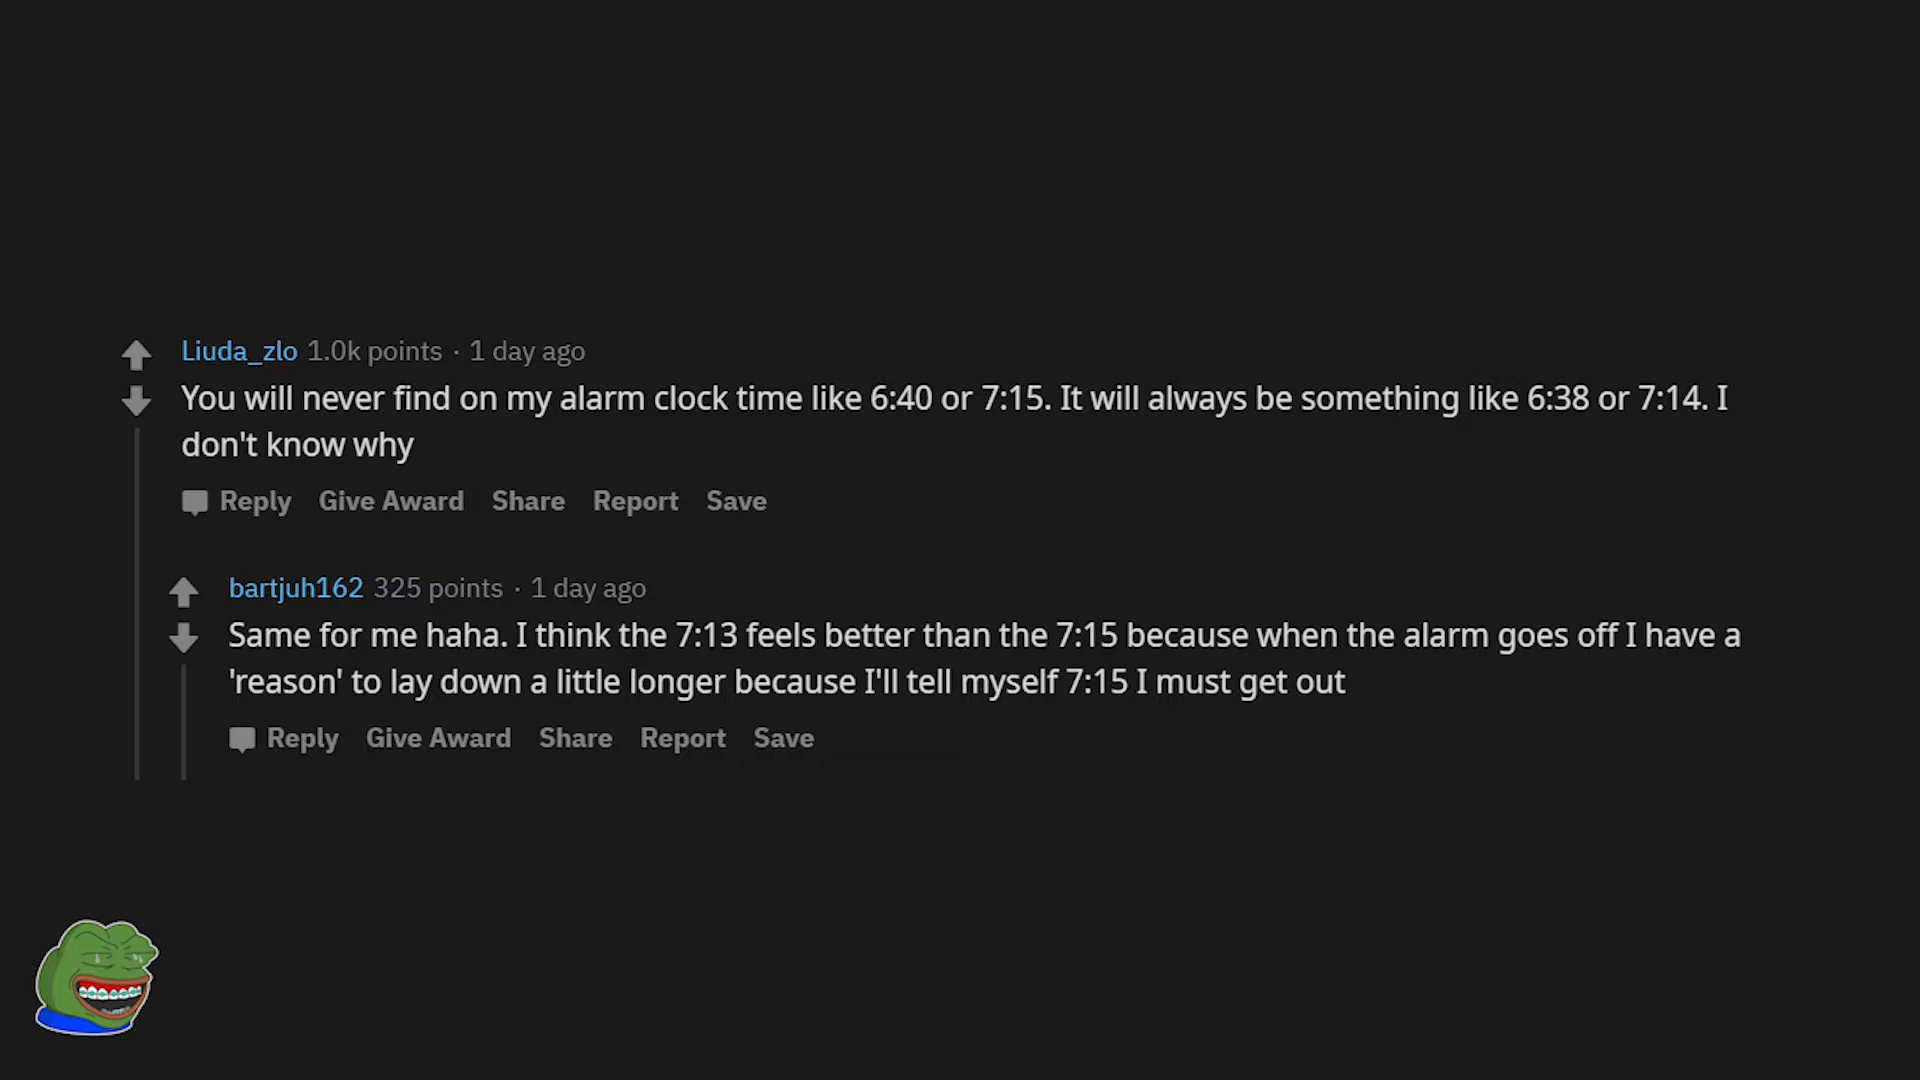 Liuda_zlo 1.0k points · 1 day ago
You will never find on my alarm clock time like 6:40 or 7:15. It will always be something like 6:38 or 7:14. I
don't know why
Reply Give Award Share Report Save
bartjuh162 325 points · 1 day ago
Same for me haha. I think the 7:13 feels better than the 7:15 because when the alarm goes off I have a
'reason' to lay down a little longer because I'll tell myself 7:15 I must get out
Reply Give Award Share Report Save